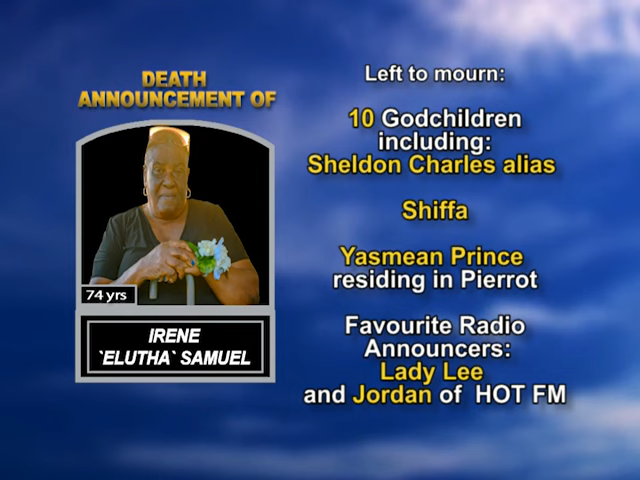 DEATH
ANNOUNCEMENT OF
74 yrs
IRENE
`ELUTHA` SAMUEL
Left to mourn:
10 Godchildren
including:
Sheldon Charles alias
Shiffa
Yasmean Prince
residing in Pierrot
Favourite Radio
Announcers:
Lady Lee
and Jordan of HOT FM